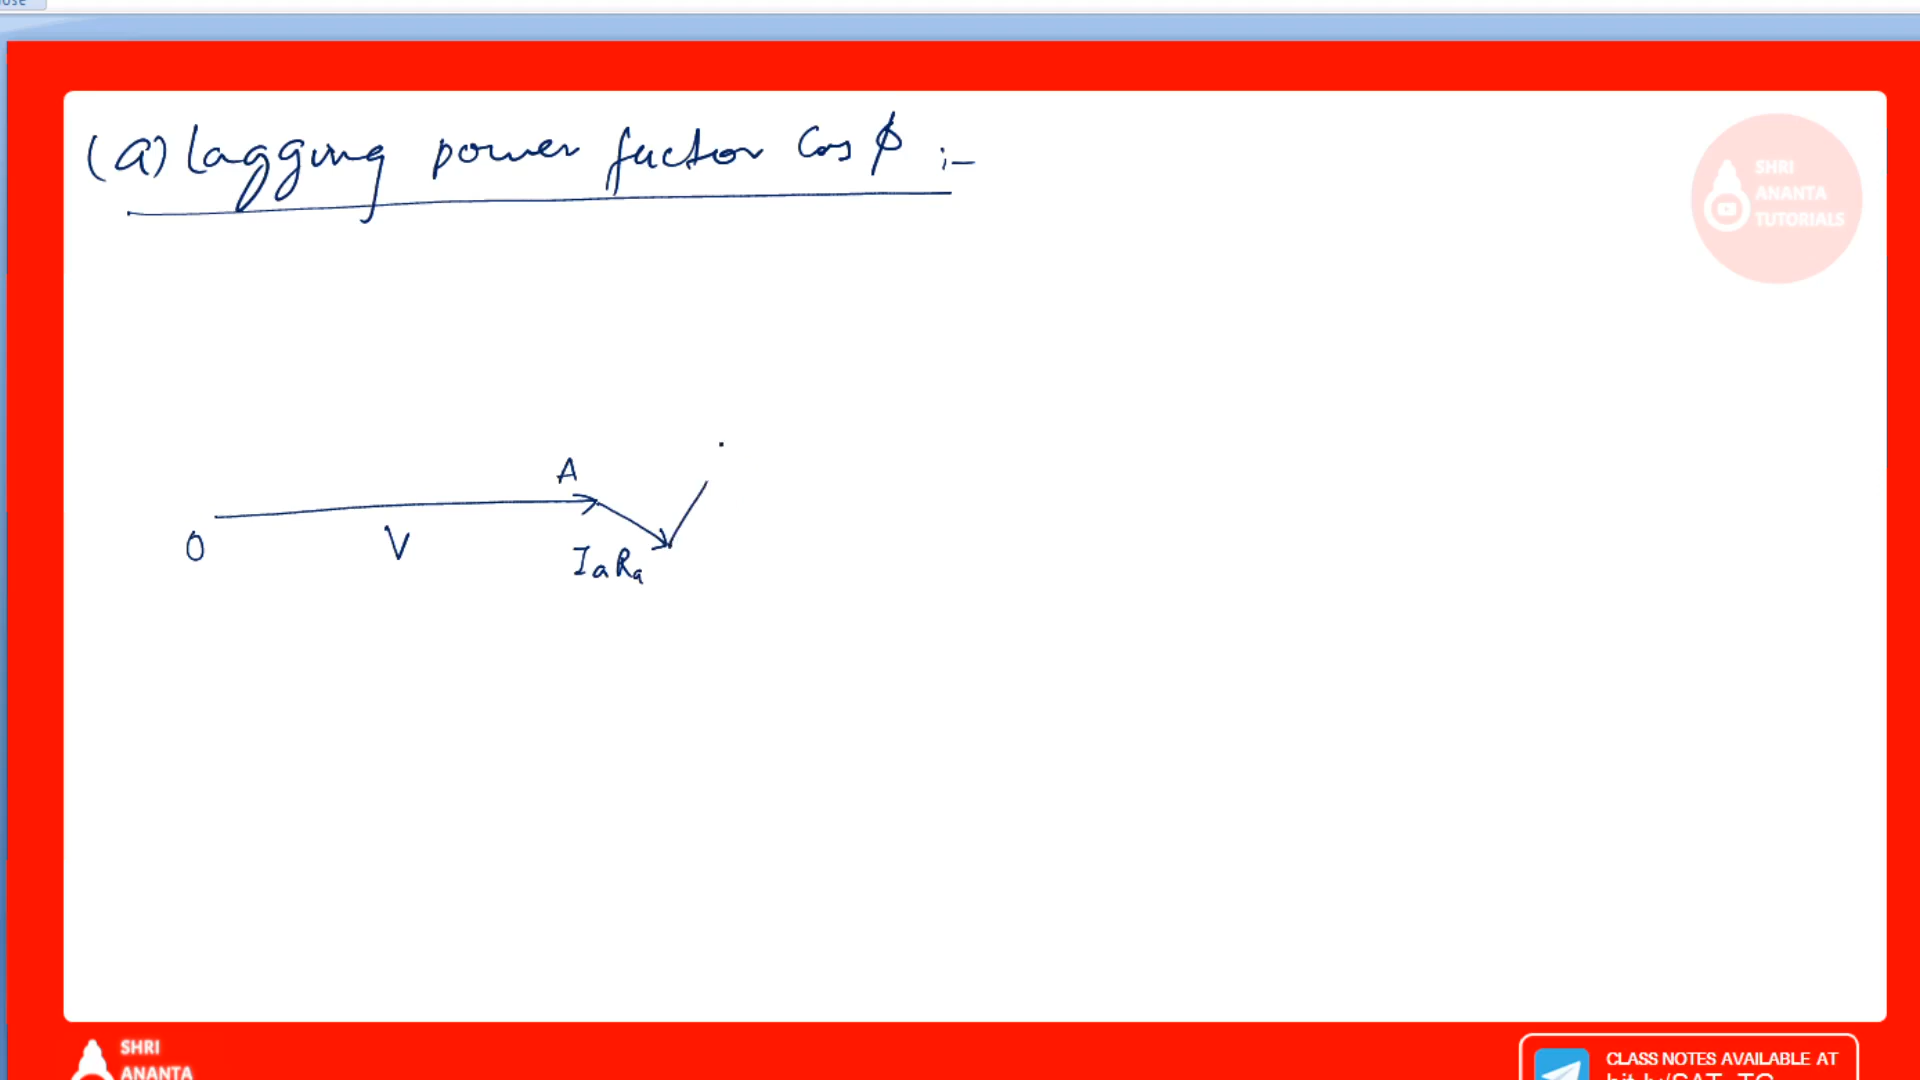 (a) Lagging power factor Cos ϕ :-
SHRI
ANANTA
TUTORIALS
A
O
V
IaRa
SHRI
ANANTA
CLASS NOTES AVAILABLE AT